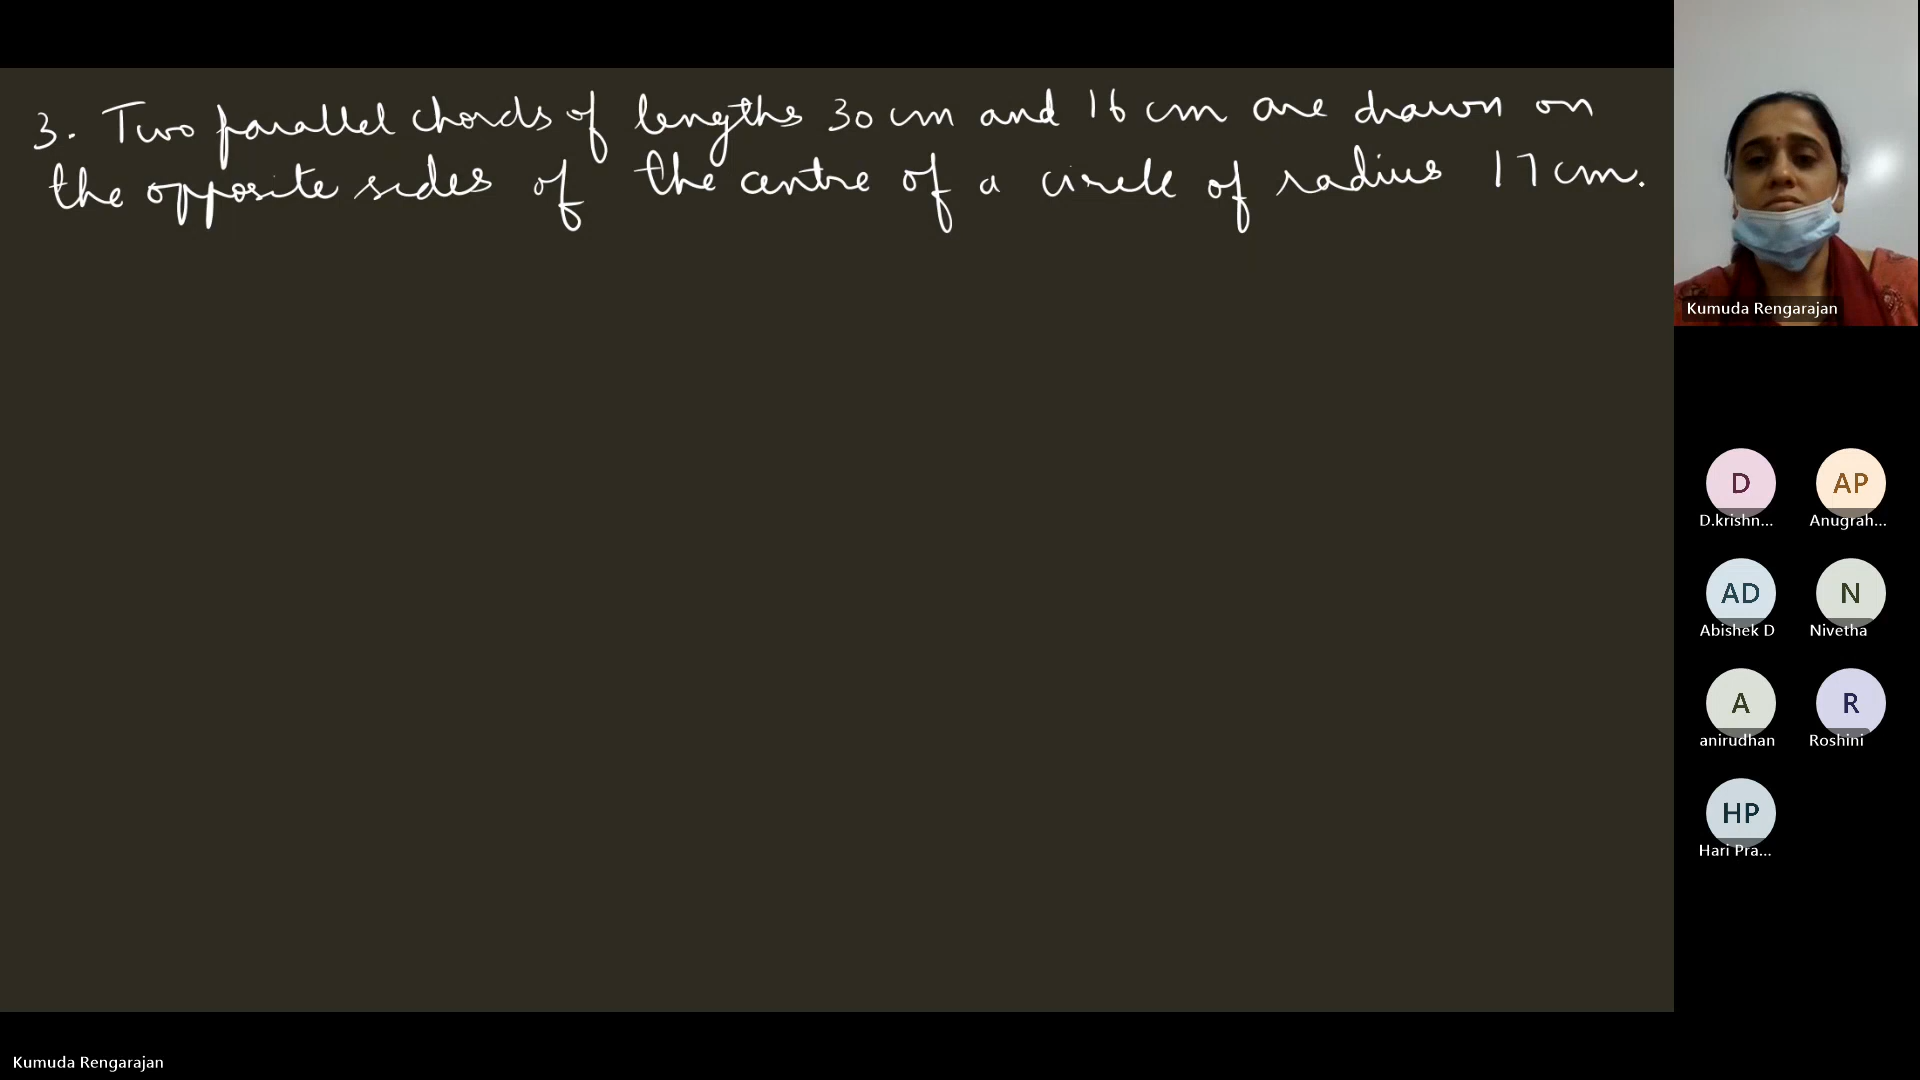 3. Two parallel chords of lengths 30 cm and 16 cm are drawn on
the opposite sides of the centre of a circle of radius 17 cm.
Kumuda Rengarajan
D AP
D.krishn... Anugrah...
AD N
Abishek D Nivetha
A R
anirudhan Roshini
HP
Hari Pra...
Kumuda Rengarajan